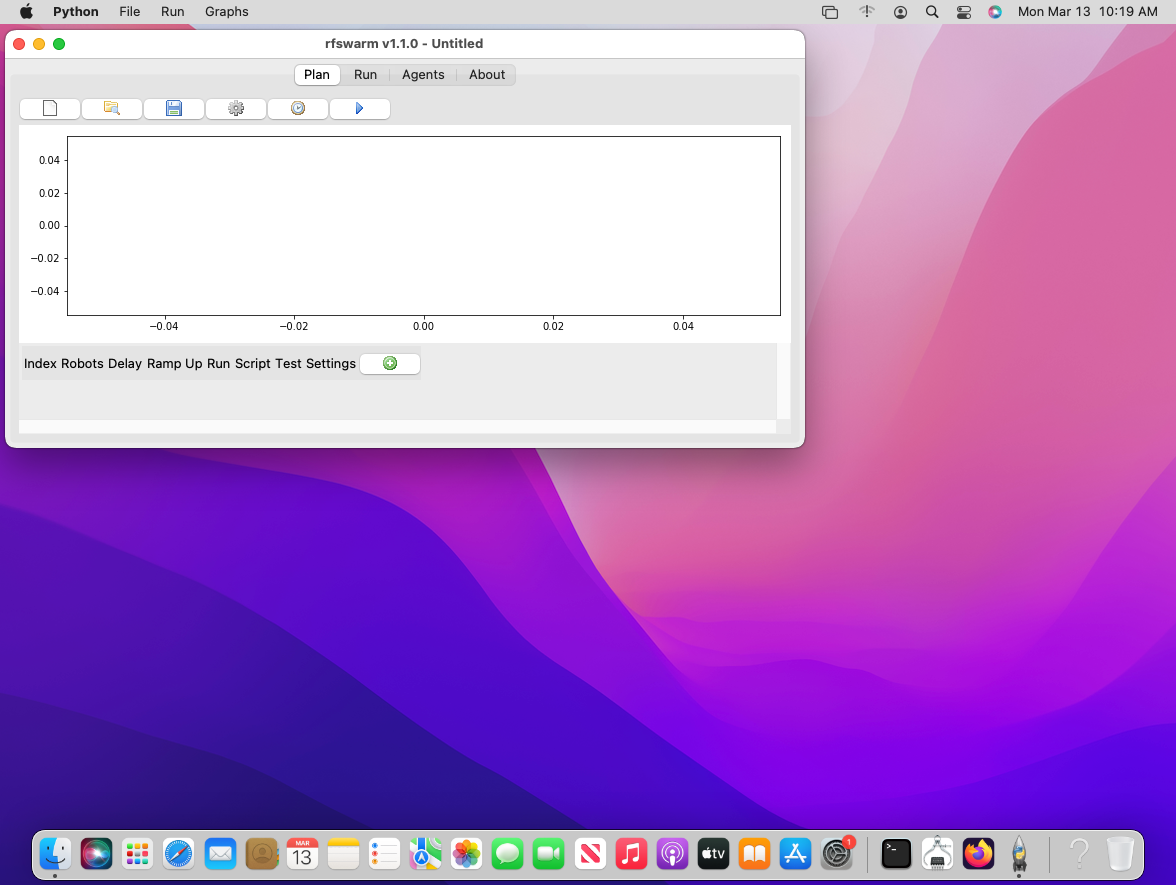 Python File Run Graphs Mon Mar 13 10:19 AM
rfswarm v1.1.0 - Untitled
Plan Run Agents About
0.04
0.02
0.00
−0.02
−0.04
−0.04 −0.02 0.00 0.02 0.04
Index Robots Delay Ramp Up Run Script Test Settings
MAR
13
tv
1